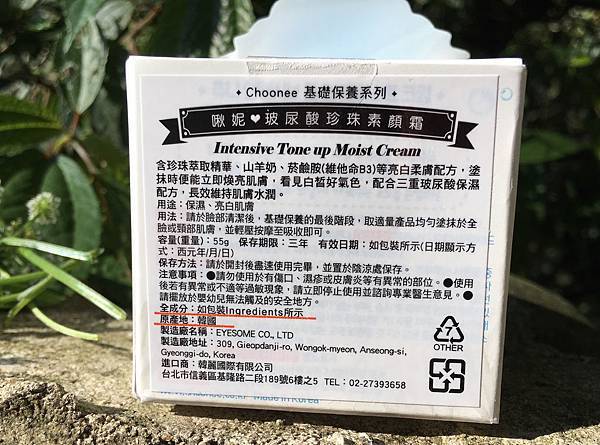 ✦ Choonee 基礎保養系列 ✦
啾妮♥玻尿酸珍珠素顏霜
Intensive Tone up Moist Cream
含珍珠萃取精華、山羊奶、菸鹼胺(維他命B3)等亮白柔膚配方，塗
抹時便能立即煥亮肌膚，看見白皙好氣色，配合三重玻尿酸保濕
配方，長效維持肌膚水潤。
用途：保濕、亮白肌膚
用法：請於臉部清潔後，基礎保養的最後階段，取適量產品均勻塗抹於全
臉或頸部肌膚，並輕壓按摩至吸收即可。
容量(重量)：55g 保存期限：三年 有效日期：如包裝所示(日期顯示方
式：西元年/月/日)
保存方法：請於開封後盡速使用完畢，並置於陰涼處保存。
注意事項：●請勿使用於有傷口、濕疹或皮膚炎等有異常的部位。●使用
後若有異常或不適等過敏現象，請立即停止使用並諮詢專業醫生意見。●
請擺放於嬰幼兒無法觸及的安全地方。
全成分：如包裝Ingredients所示
原產地：韓國
製造廠名稱：EYESOME CO., LTD
製造廠地址：309, Gieopdanji-ro, Wongok-myeon, Anseong-si,
Gyeonggi-do, Korea
進口商：韓麗國際有限公司
台北市信義區基隆路二段189號6樓之5 TEL：02-27393658
OTHER
Made in Korea